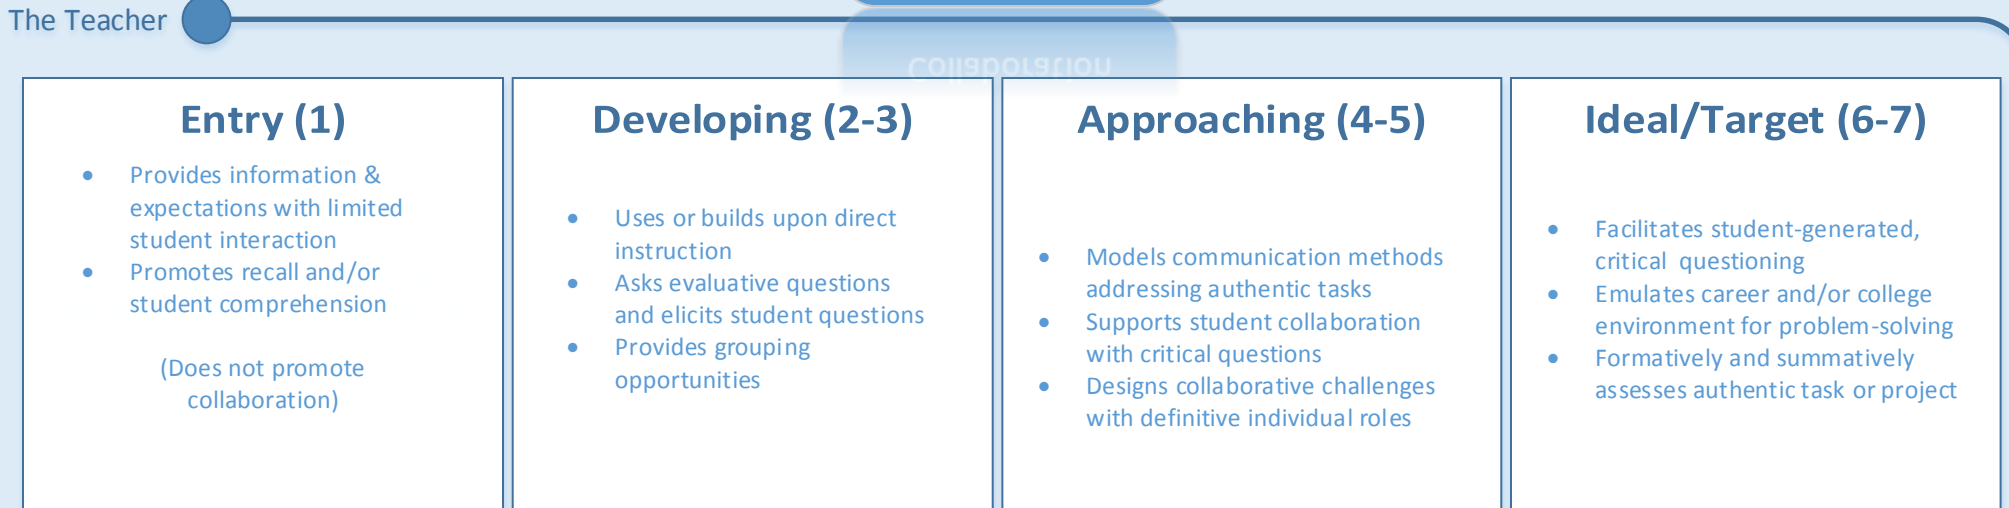 The Teacher
Collaboration
Entry (1)
• Provides information &
expectations with limited
student interaction
• Promotes recall and/or
student comprehension
(Does not promote
collaboration)
Developing (2-3)
• Uses or builds upon direct
instruction
• Asks evaluative questions
and elicits student questions
• Provides grouping
opportunities
Approaching (4-5)
• Models communication methods
addressing authentic tasks
• Supports student collaboration
with critical questions
• Designs collaborative challenges
with definitive individual roles
Ideal/Target (6-7)
• Facilitates student-generated,
critical questioning
• Emulates career and/or college
environment for problem-solving
• Formatively and summatively
assesses authentic task or project